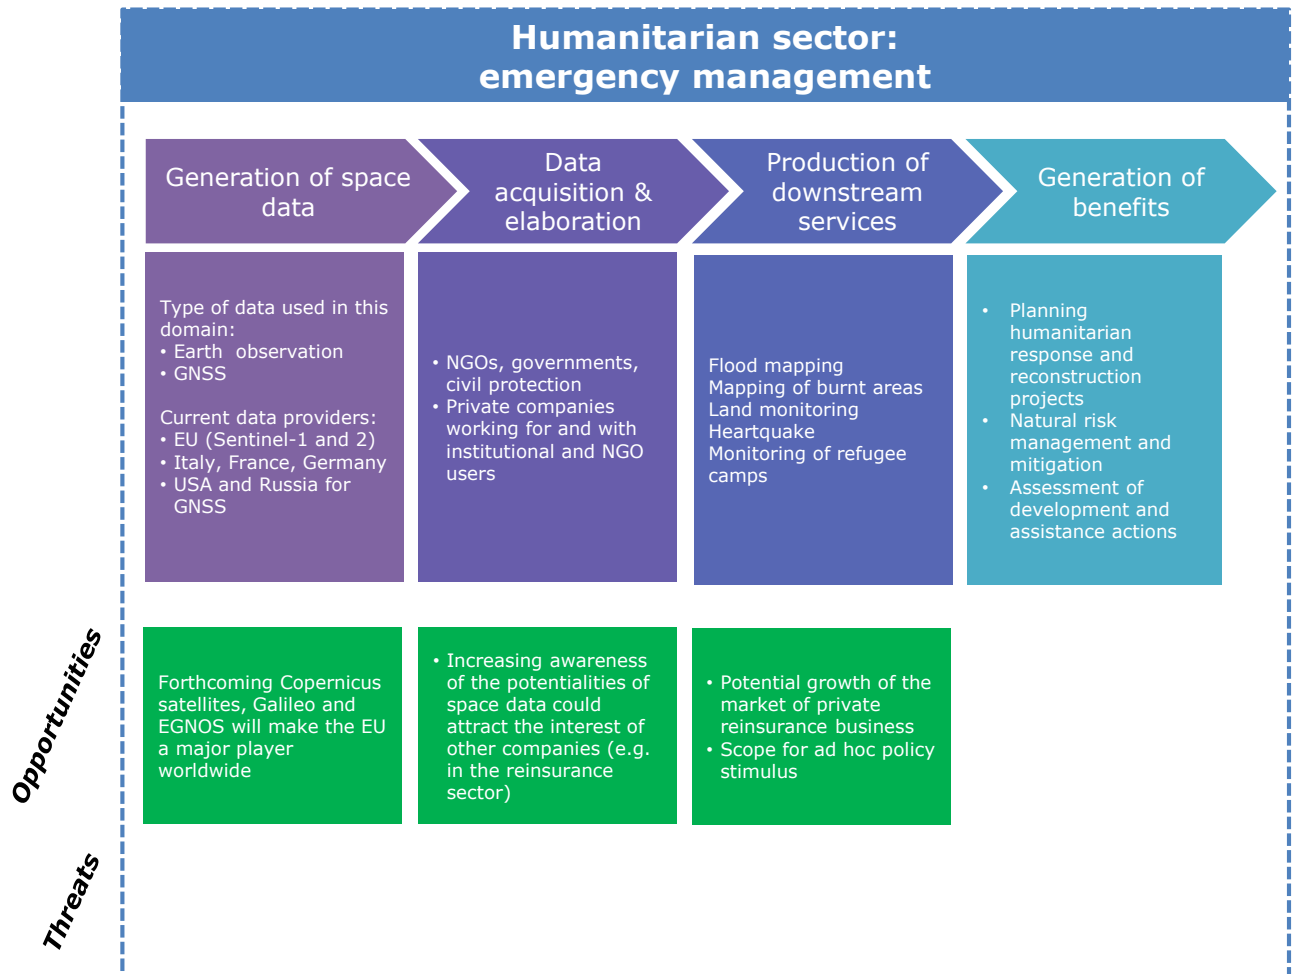 Humanitarian sector:
emergency management
Generation of space
data
Data
acquisition &
elaboration
Production of
downstream
services
Generation of
benefits
Type of data used in this
domain:
• Earth observation
• GNSS
Current data providers:
• EU (Sentinel-1 and 2)
• Italy, France, Germany
• USA and Russia for
GNSS
• NGOs, governments,
civil protection
• Private companies
working for and with
institutional and NGO
users
Flood mapping
Mapping of burnt areas
Land monitoring
Heartquake
Monitoring of refugee
camps
• Planning
humanitarian
response and
reconstruction
projects
• Natural risk
management and
mitigation
• Assessment of
development and
assistance actions
Opportunities
Forthcoming Copernicus
satellites, Galileo and
EGNOS will make the EU
a major player
worldwide
• Increasing awareness
of the potentialities of
space data could
attract the interest of
other companies (e.g.
in the reinsurance
sector)
• Potential growth of the
market of private
reinsurance business
• Scope for ad hoc policy
stimulus
Threats